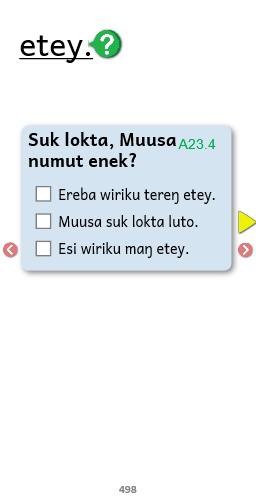 etey.
Suk lokta, Muusa A23.4
numut enek?
Ereba wiriku tereŋ etey.
Muusa suk lokta luto.
Esi wiriku maŋ etey.
498